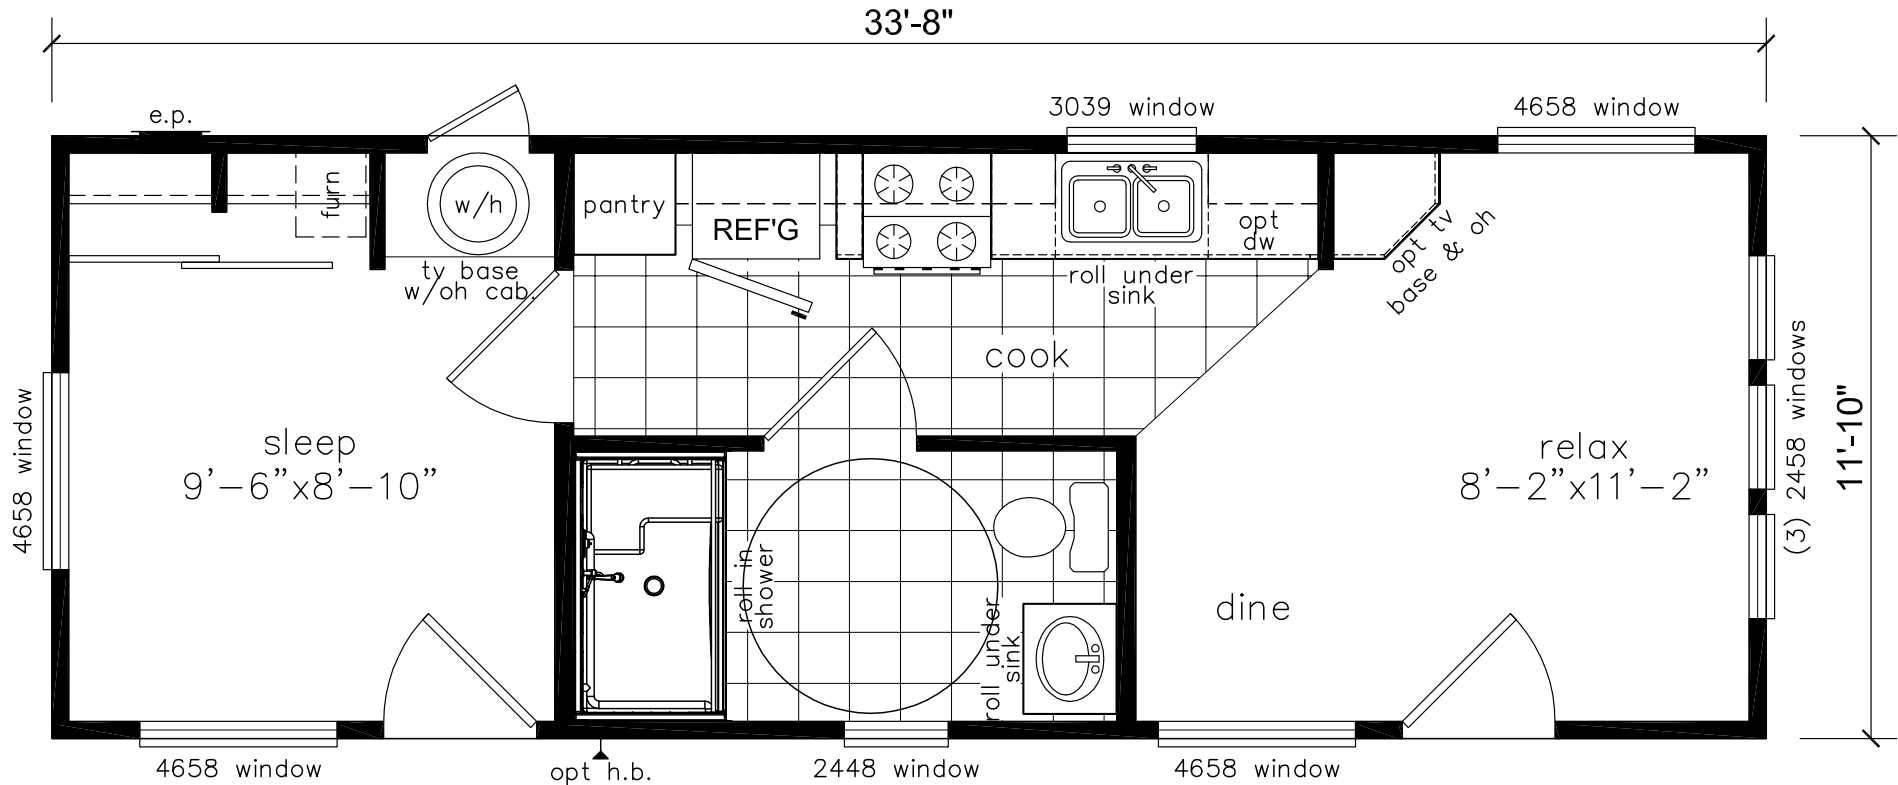 33'-8"
e.p.
3039 window
4658 window
furn
w/h
pantry
REF'G
opt
dw
opt tv
base & oh
ty base
w/oh cab.
roll under
sink
cook
4658 window
sleep
9'-6"x8'-10"
relax
8'-2"x11'-2"
(3) 2458 windows
11'-10"
roll in
shower
roll under
sink
dine
4658 window
opt h.b.
2448 window
4658 window